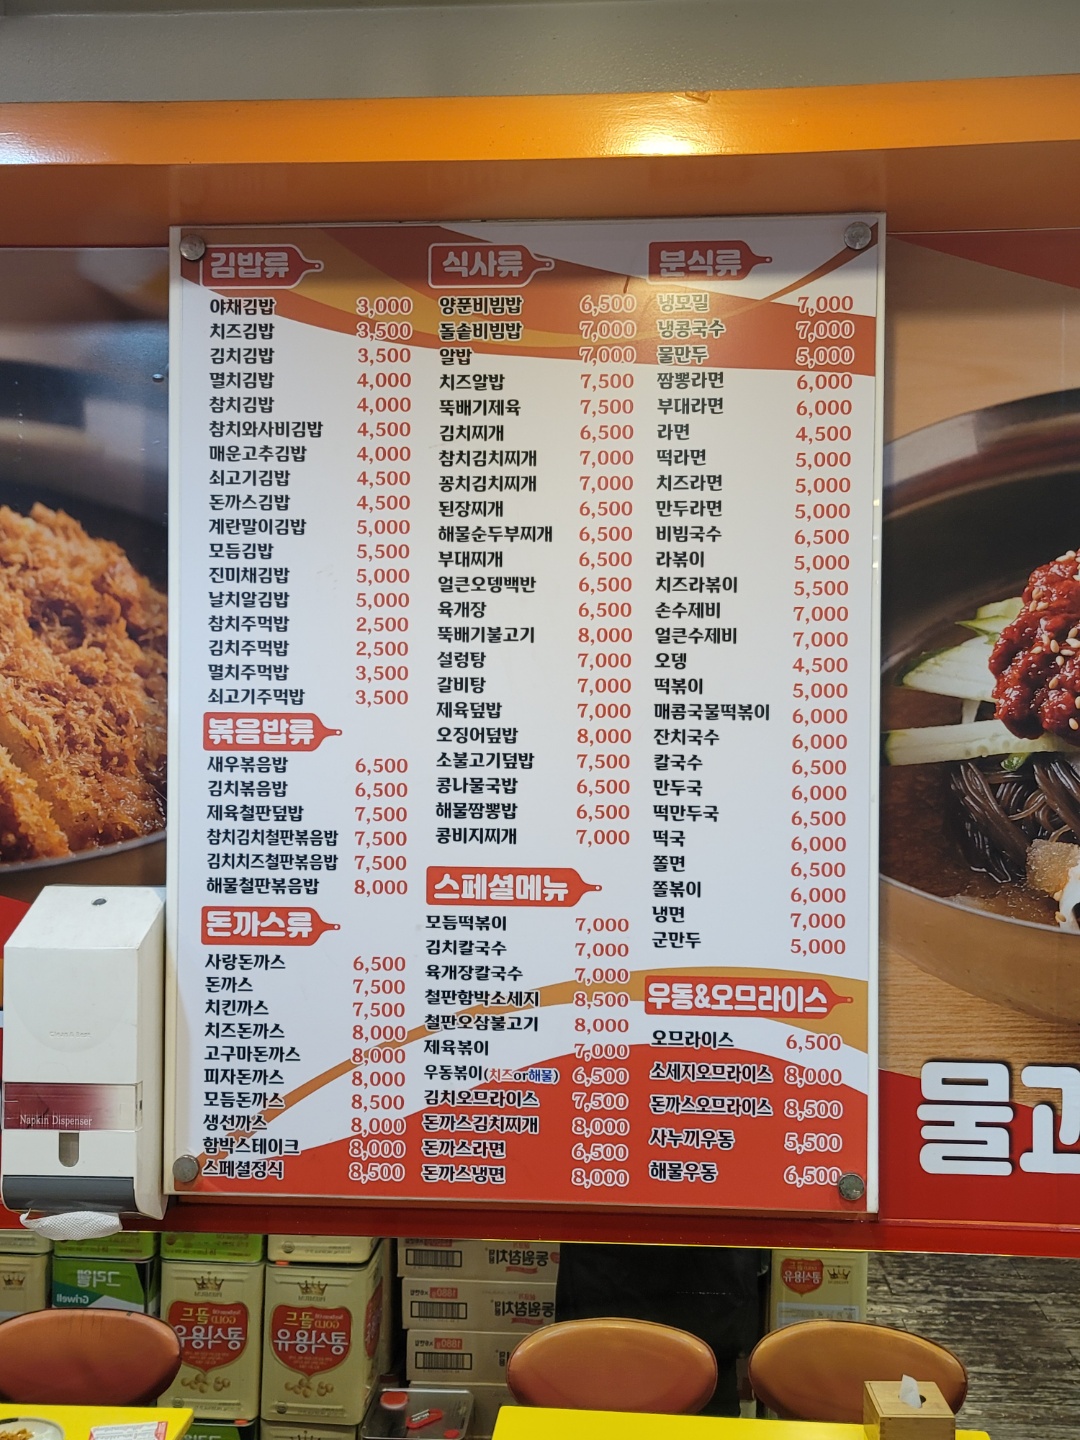 김밥류
야채김밥 3,000
치즈김밥 3,500
김치김밥 3,500
멸치김밥 4,000
참치김밥 4,000
참치와사비김밥 4,500
매운고추김밥 4,000
쇠고기김밥 4,500
돈까스김밥 4,500
계란말이김밥 5,000
모듬김밥 5,500
진미채김밥 5,000
날치알김밥 5,000
참치주먹밥 2,500
김치주먹밥 2,500
멸치주먹밥 3,500
쇠고기주먹밥 3,500
볶음밥류
새우볶음밥 6,500
김치볶음밥 6,500
제육철판덮밥 7,500
참치김치철판볶음밥 7,500
김치치즈철판볶음밥 7,500
해물철판볶음밥 8,000
돈까스류
사랑돈까스 6,500
돈까스 7,500
치킨까스 7,500
치즈돈까스 8,000
고구마돈까스 8,000
피자돈까스 8,000
모듬돈까스 8,500
생선까스 8,000
함박스테이크 8,000
스페셜정식 8,500
식사류
양푼비빔밥 6,500
돌솥비빔밥 7,000
알밥 7,000
치즈알밥 7,500
뚝배기제육 7,500
김치찌개 6,500
참치김치찌개 7,000
꽁치김치찌개 7,000
된장찌개 6,500
해물순두부찌개 6,500
부대찌개 6,500
얼큰오뎅백반 6,500
육개장 6,500
뚝배기불고기 8,000
설렁탕 7,000
갈비탕 7,000
제육덮밥 7,000
오징어덮밥 8,000
소불고기덮밥 7,500
콩나물국밥 6,500
해물짬뽕밥 6,500
콩비지찌개 7,000
스페셜메뉴
모듬떡볶이 7,000
김치칼국수 7,000
육개장칼국수 7,000
철판함박소세지 8,500
철판오삼불고기 8,000
제육볶이 7,000
우동볶이(치즈or해물) 6,500
김치오므라이스 7,500
돈까스김치찌개 8,000
돈까스라면 6,500
돈까스냉면 8,000
분식류
냉모밀 7,000
냉콩국수 7,000
물만두 5,000
짬뽕라면 6,000
부대라면 6,000
라면 4,500
떡라면 5,000
치즈라면 5,000
만두라면 5,000
비빔국수 6,500
라볶이 5,000
치즈라볶이 5,500
손수제비 7,000
얼큰수제비 7,000
오뎅 4,500
떡볶이 5,000
매콤국물떡볶이 6,000
잔치국수 6,000
칼국수 6,500
만두국 6,000
떡만두국 6,500
떡국 6,000
쫄면 6,500
쫄볶이 6,000
냉면 7,000
군만두 5,000
우동&오므라이스
오므라이스 6,500
소세지오므라이스 8,000
돈까스오므라이스 8,500
사누끼우동 5,500
해물우동 6,500
물
Napkin Dispenser
그리웰
Griwell
PREMIUM
골드
GOLD
콩식용유
PREMIUM
골드
GOLD
콩식용유
동원참치
동원참치
동원참치
콩식용유